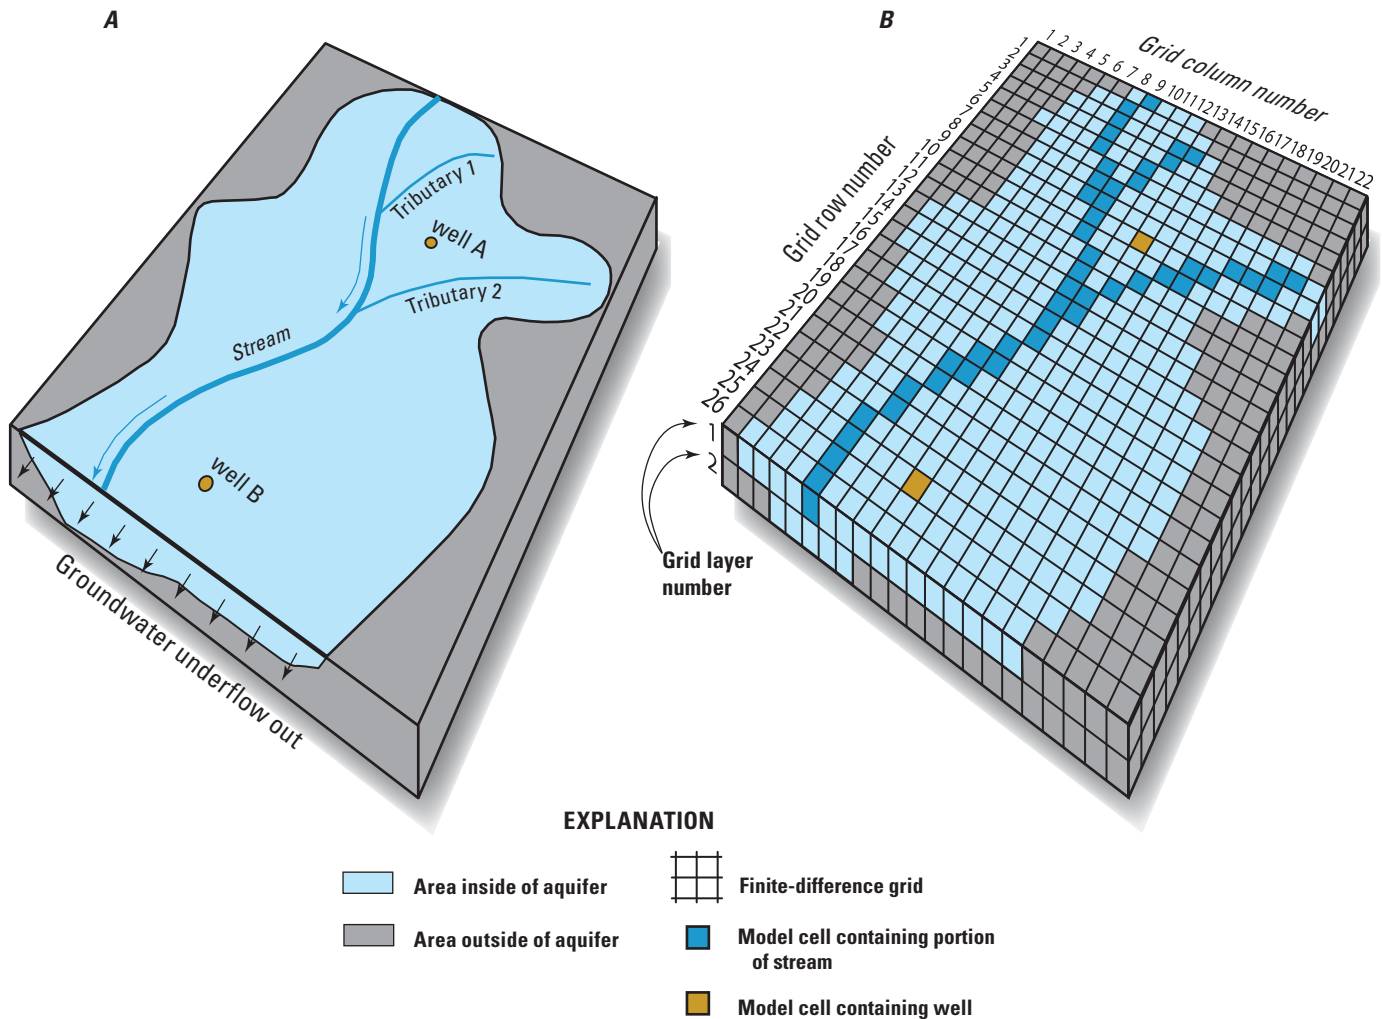 A
Tributary 1
well A
Tributary 2
Stream
well B
Groundwater underflow out
B
Grid column number
1 2 3 4 5 6 7 8 9 10 11 12 13 14 15 16 17 18 19 20 21 22
Grid row number
1
2
3
4
5
6
7
8
9
10
11
12
13
14
15
16
17
18
19
20
21
22
23
24
25
26
1
2
Grid layer
number
EXPLANATION
Area inside of aquifer
Area outside of aquifer
Finite-difference grid
Model cell containing portion
of stream
Model cell containing well